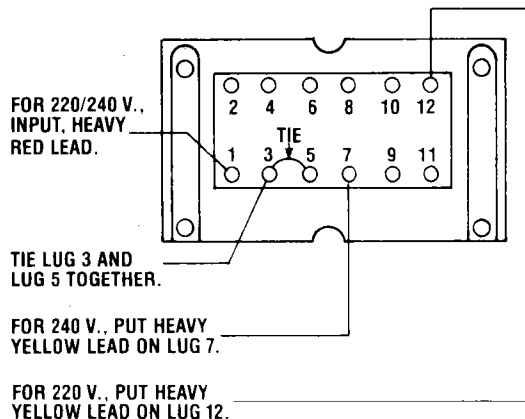 2 4 6 8 10 12
FOR 220/240 V.,
INPUT, HEAVY
RED LEAD.
TIE
1 3 5 7 9 11
TIE LUG 3 AND
LUG 5 TOGETHER.
FOR 240 V., PUT HEAVY
YELLOW LEAD ON LUG 7.
FOR 220 V., PUT HEAVY
YELLOW LEAD ON LUG 12.